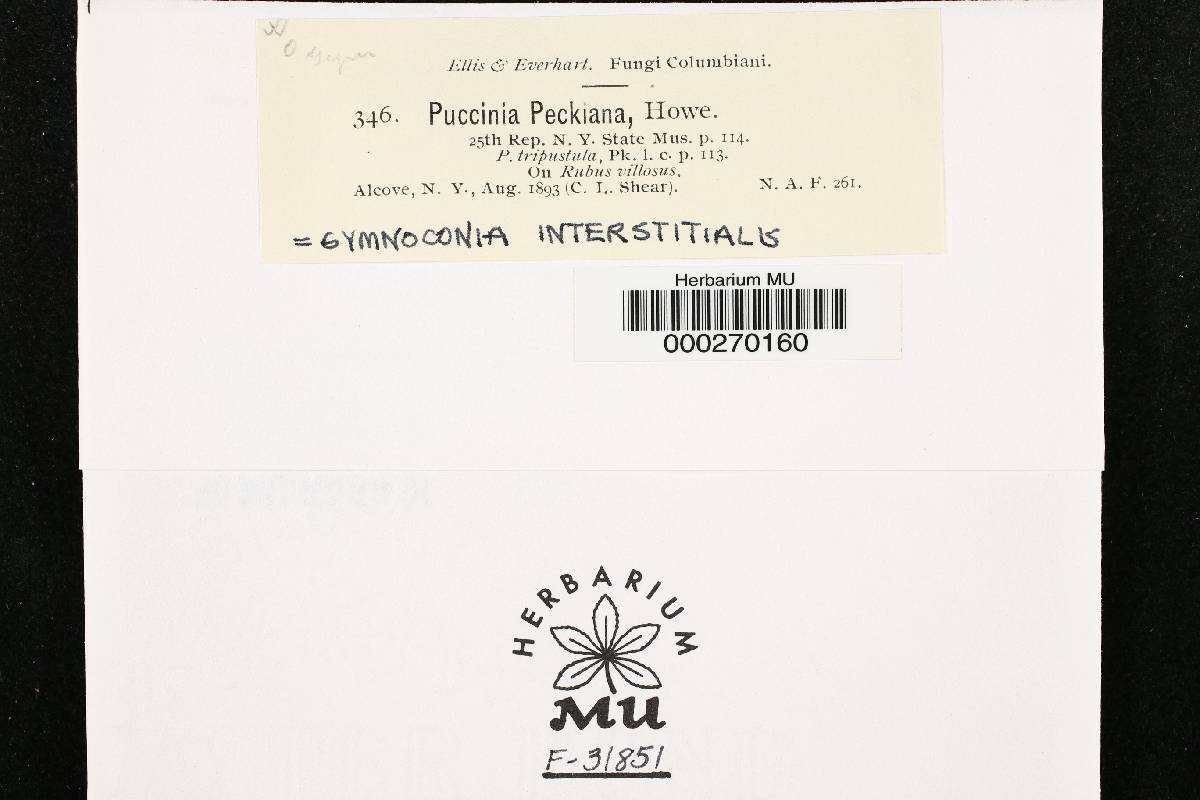 Ellis & Everhart. Fungi Columbiani.
346. Puccinia Peckiana, Howe.
25th Rep. N. Y. State Mus. p. 114.
P. tripustula, Pk. l. c. p. 113.
On Rubus villosus.
Alcove, N. Y., Aug. 1893 (C. L. Shear). N. A. F. 261.
= GYMNOCONIA INTERSTITIALIS
Herbarium MU
000270160
HERBARIUM
MU
F-31851